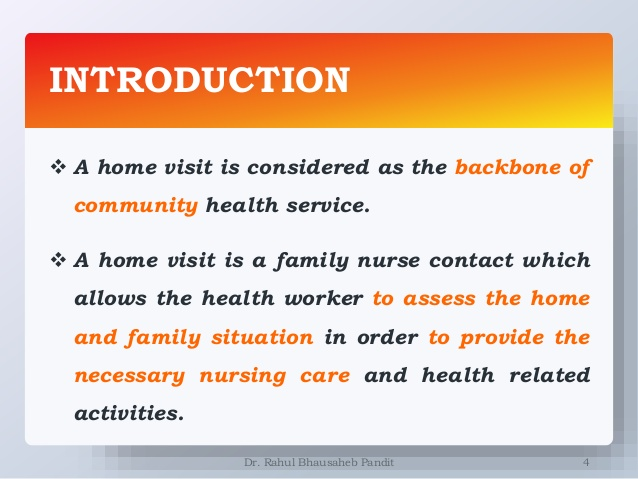 INTRODUCTION
❖ A home visit is considered as the backbone of
community health service.
❖ A home visit is a family nurse contact which
allows the health worker to assess the home
and family situation in order to provide the
necessary nursing care and health related
activities.
Dr. Rahul Bhausaheb Pandit 4